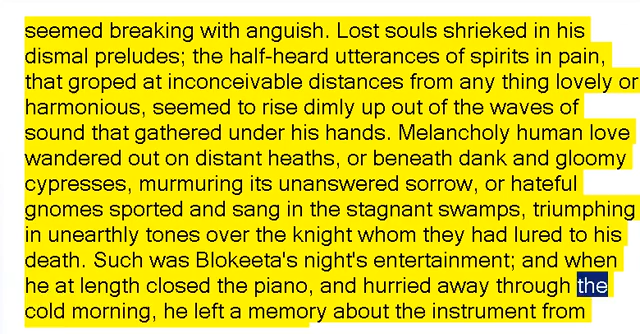 seemed breaking with anguish. Lost souls shrieked in his
dismal preludes; the half-heard utterances of spirits in pain,
that groped at inconceivable distances from any thing lovely or
harmonious, seemed to rise dimly up out of the waves of
sound that gathered under his hands. Melancholy human love
wandered out on distant heaths, or beneath dank and gloomy
cypresses, murmuring its unanswered sorrow, or hateful
gnomes sported and sang in the stagnant swamps, triumphing
in unearthly tones over the knight whom they had lured to his
death. Such was Blokeeta's night's entertainment; and when
he at length closed the piano, and hurried away through the
cold morning, he left a memory about the instrument from